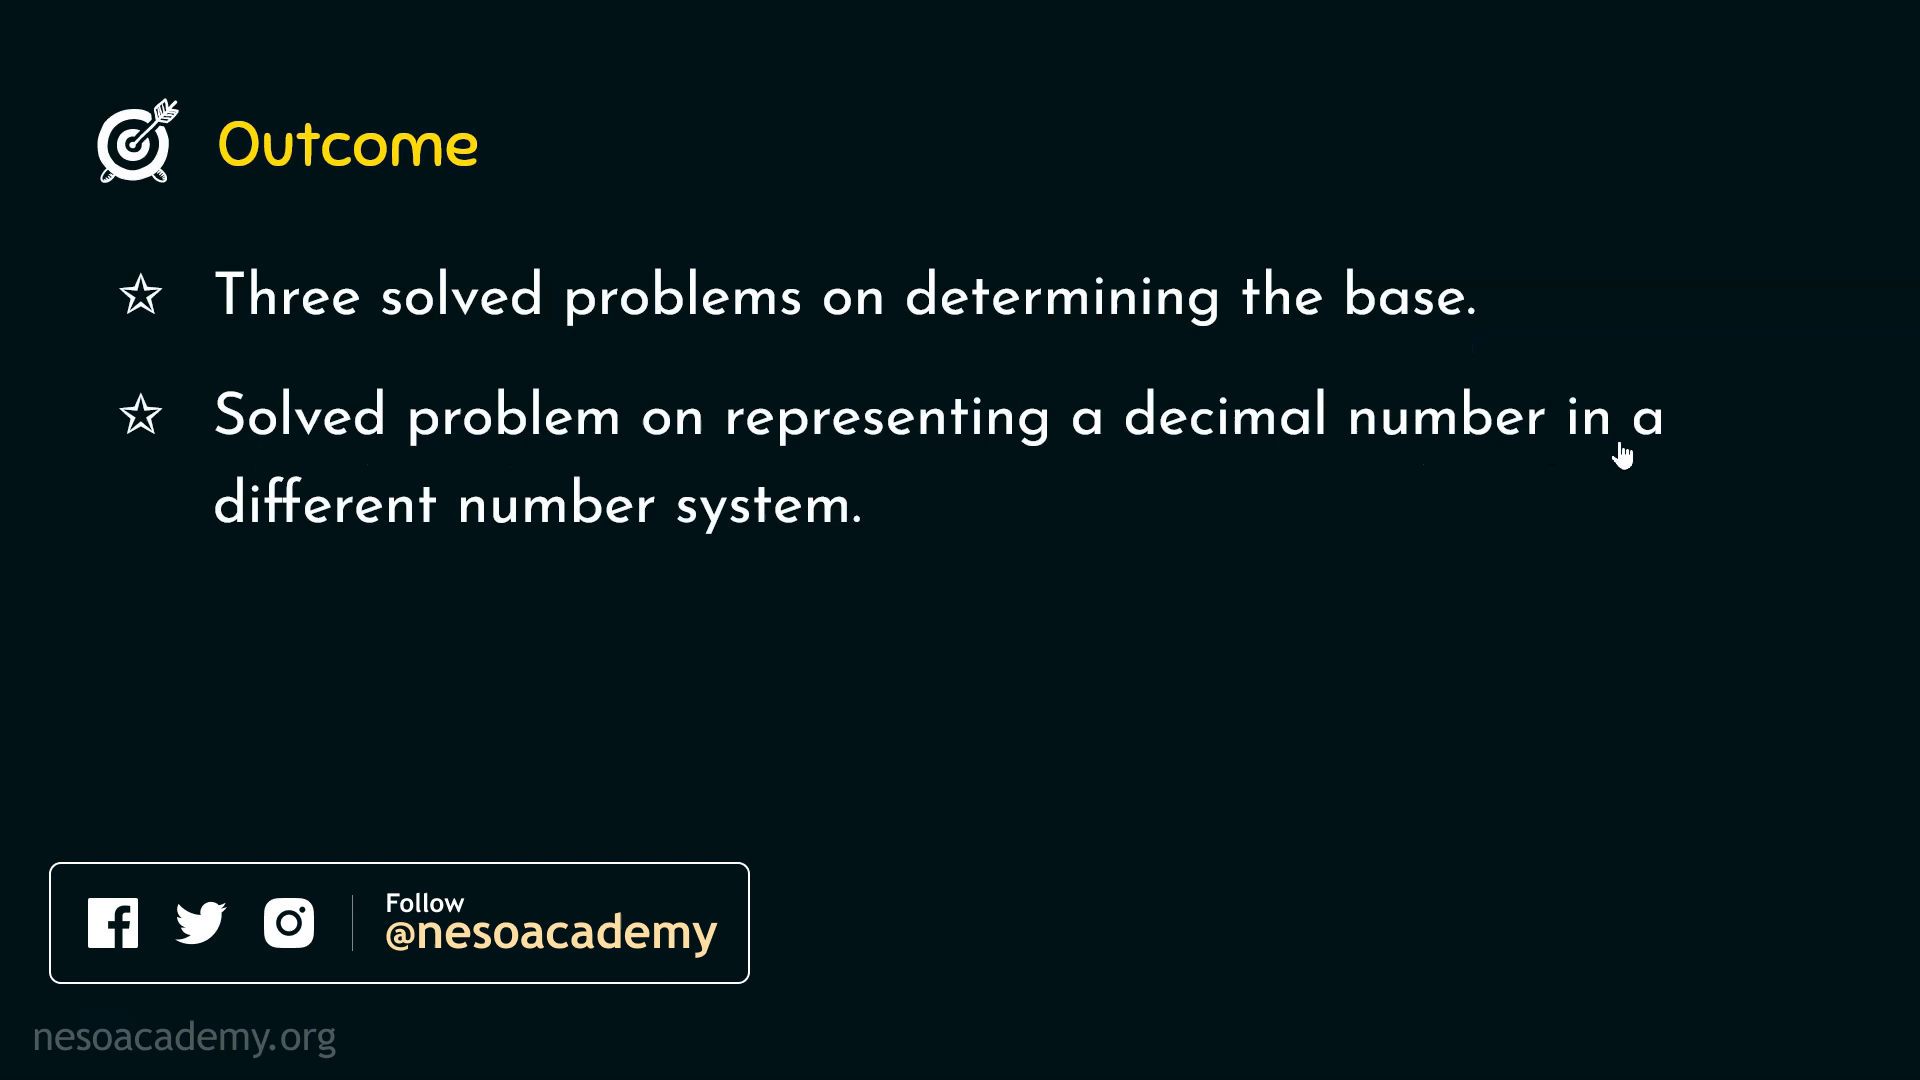 Outcome
☆ Three solved problems on determining the base.
☆ Solved problem on representing a decimal number in a
different number system.
Follow
@nesoacademy
nesoacademy.org